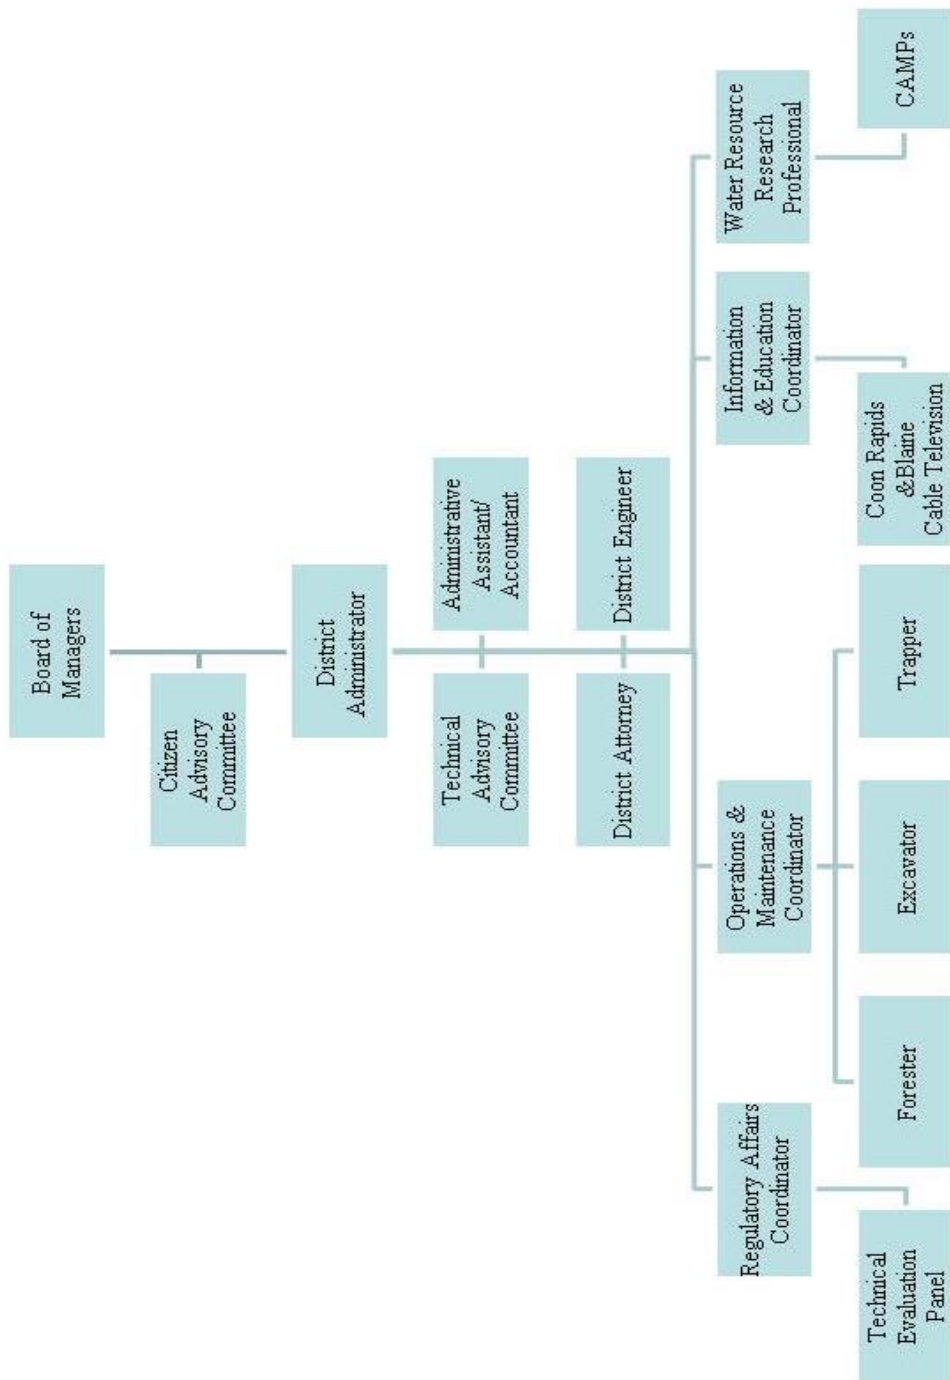 Board of
Managers
Citizen
Advisory
Committee
District
Administrator
Technical
Advisory
Committee
Administrative
Assistant/
Accountant
District Attorney
District Engineer
Regulatory Affairs
Coordinator
Operations &
Maintenance
Coordinator
Information
& Education
Coordinator
Water Resource
Research
Professional
Technical
Evaluation
Panel
Forester
Excavator
Trapper
Coon Rapids
&Blaine
Cable Television
CAMPs